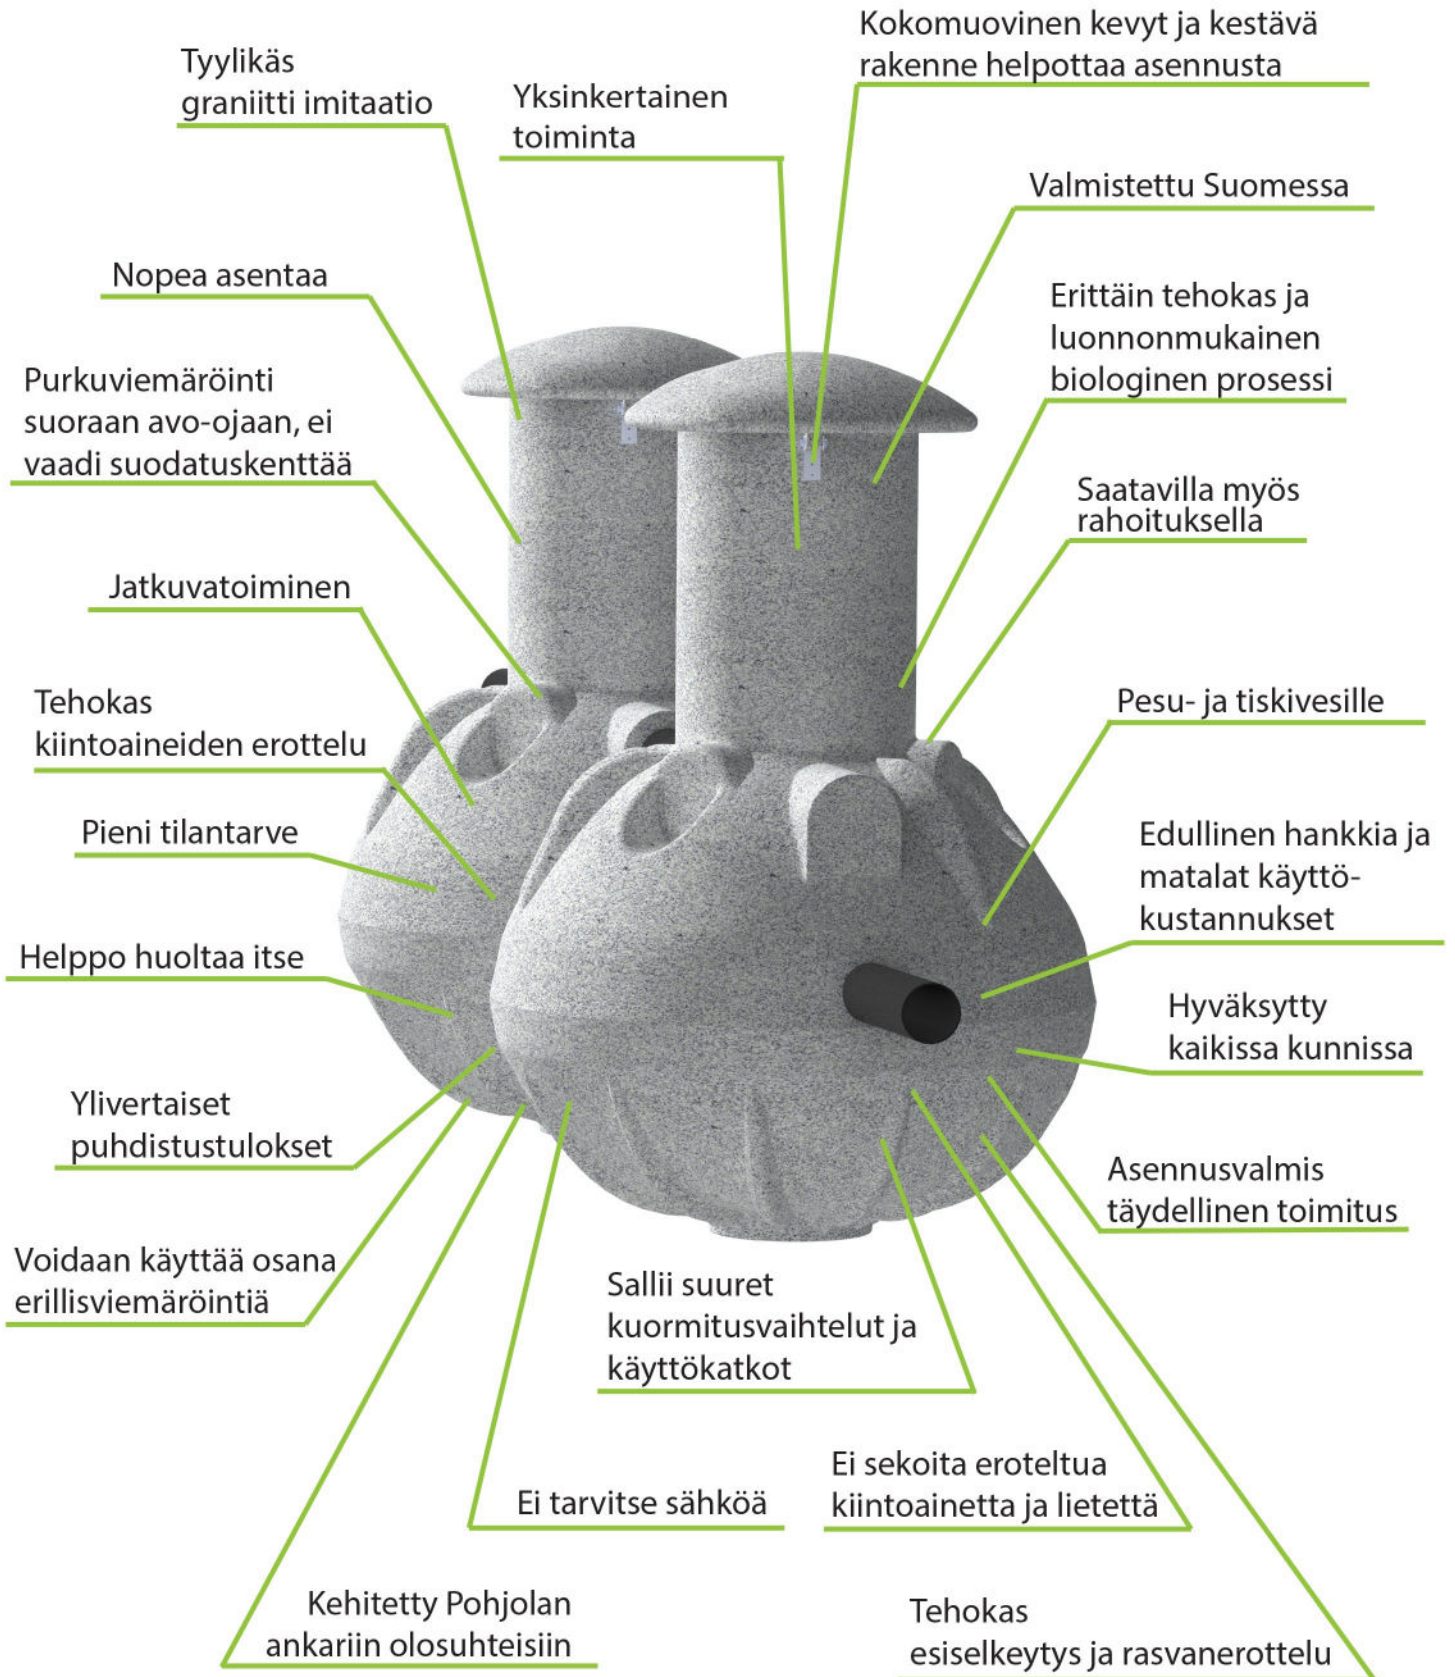 Kokomuovinen kevyt ja kestävä
rakenne helpottaa asennusta
Tyylikäs
graniitti imitaatio
Yksinkertainen
toiminta
Valmistettu Suomessa
Nopea asentaa
Erittäin tehokas ja
luonnonmukainen
biologinen prosessi
Purkuviemäröinti
suoraan avo-ojaan, ei
vaadi suodatuskenttää
Saatavilla myös
rahoituksella
Jatkuvatoiminen
Tehokas
kiintoaineiden erottelu
Pesu- ja tiskivesille
Pieni tilantarve
Edullinen hankkia ja
matalat käyttö-
kustannukset
Helppo huoltaa itse
Hyväksytty
kaikissa kunnissa
Ylivertaiset
puhdistustulokset
Asennusvalmis
täydellinen toimitus
Voidaan käyttää osana
erillisviemäröintiä
Sallii suuret
kuormitusvaihtelut ja
käyttökatkot
Ei tarvitse sähköä
Ei sekoita eroteltua
kiintoainetta ja lietettä
Kehitetty Pohjolan
ankariin olosuhteisiin
Tehokas
esiselkeytys ja rasvanerottelu